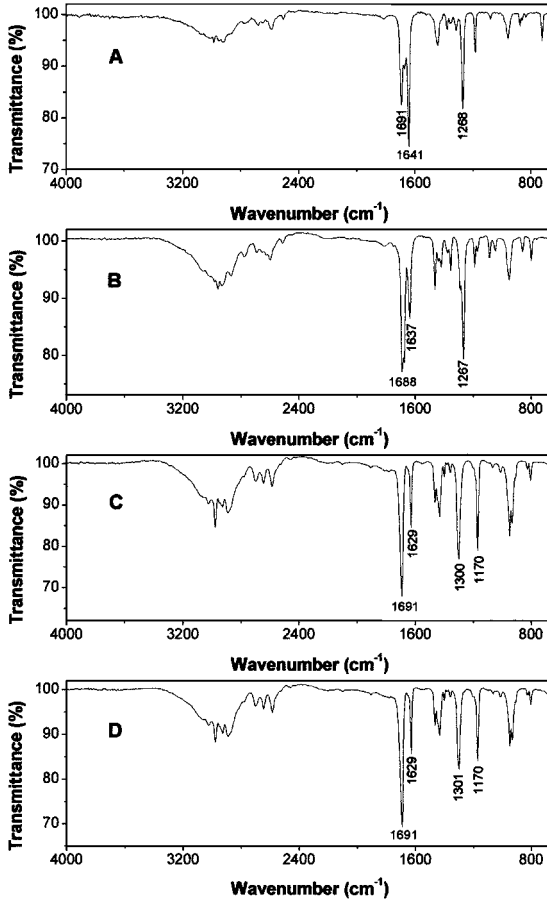 100
90
80
70
Transmittance (%)
A
1691
1641
1268
4000 3200 2400 1600 800
Wavenumber (cm-1)
100
90
80
Transmittance (%)
B
1688
1637
1267
4000 3200 2400 1600 800
Wavenumber (cm-1)
100
90
80
70
Transmittance (%)
C
1691
1629
1300
1170
4000 3200 2400 1600 800
Wavenumber (cm-1)
100
90
80
70
Transmittance (%)
D
1691
1629
1301
1170
4000 3200 2400 1600 800
Wavenumber (cm-1)